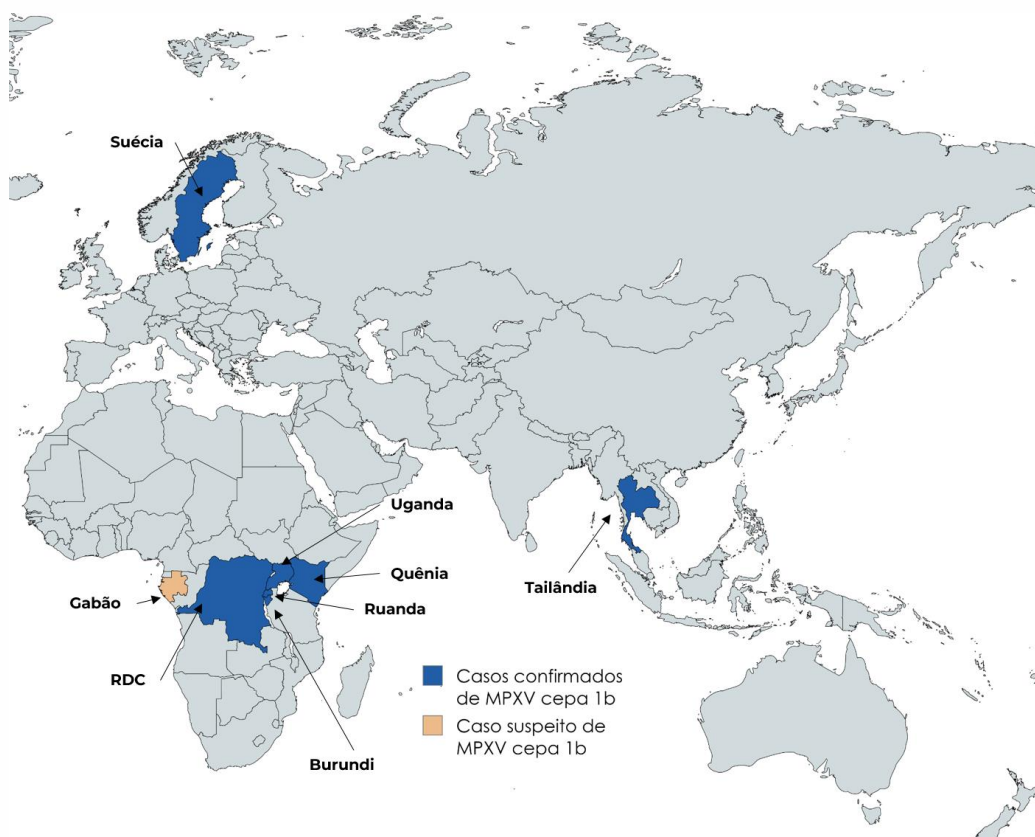 Suécia
Uganda
Quênia
Tailândia
Gabão
Ruanda
RDC
Casos confirmados
de MPXV cepa 1b
Caso suspeito de
MPXV cepa 1b
Burundi